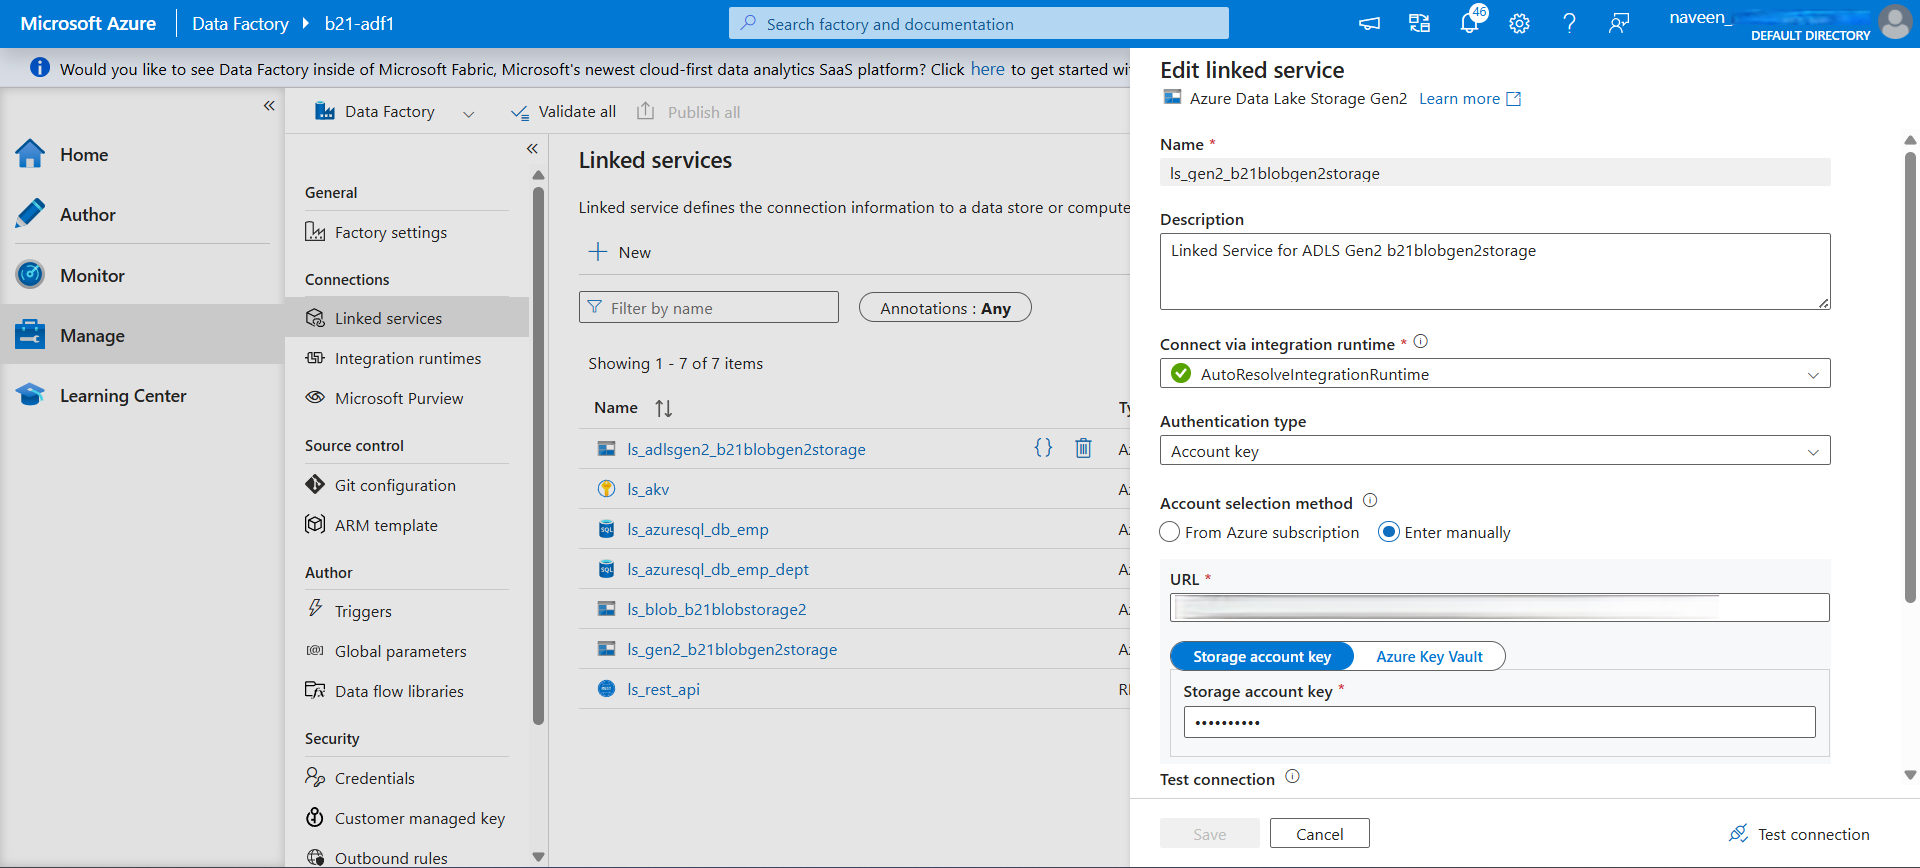 Microsoft Azure
Data Factory
b21-adf1
Search factory and documentation
46
naveen_
DEFAULT DIRECTORY
Would you like to see Data Factory inside of Microsoft Fabric, Microsoft's newest cloud-first data analytics SaaS platform? Click here to get started wi
«
Home
Author
Monitor
Manage
Learning Center
Data Factory
Validate all
Publish all
«
General
Factory settings
Connections
Linked services
Integration runtimes
Microsoft Purview
Source control
Git configuration
ARM template
Author
Triggers
Global parameters
Data flow libraries
Security
Credentials
Customer managed key
Outbound rules
Linked services
Linked service defines the connection information to a data store or compute
New
Filter by name
Annotations : Any
Showing 1 - 7 of 7 items
Name
Ty
ls_adlsgen2_b21blobgen2storage
{}
A
ls_akv
A
SQL
ls_azuresql_db_emp
A
SQL
ls_azuresql_db_emp_dept
A
ls_blob_b21blobstorage2
A
ls_gen2_b21blobgen2storage
A
ls_rest_api
RE
Edit linked service
Azure Data Lake Storage Gen2 Learn more
Name *
ls_gen2_b21blobgen2storage
Description
Linked Service for ADLS Gen2 b21blobgen2storage
Connect via integration runtime *
AutoResolveIntegrationRuntime
Authentication type
Account key
Account selection method
From Azure subscription
Enter manually
URL *
Storage account key
Azure Key Vault
Storage account key *
••••••••••
Test connection
Save
Cancel
Test connection